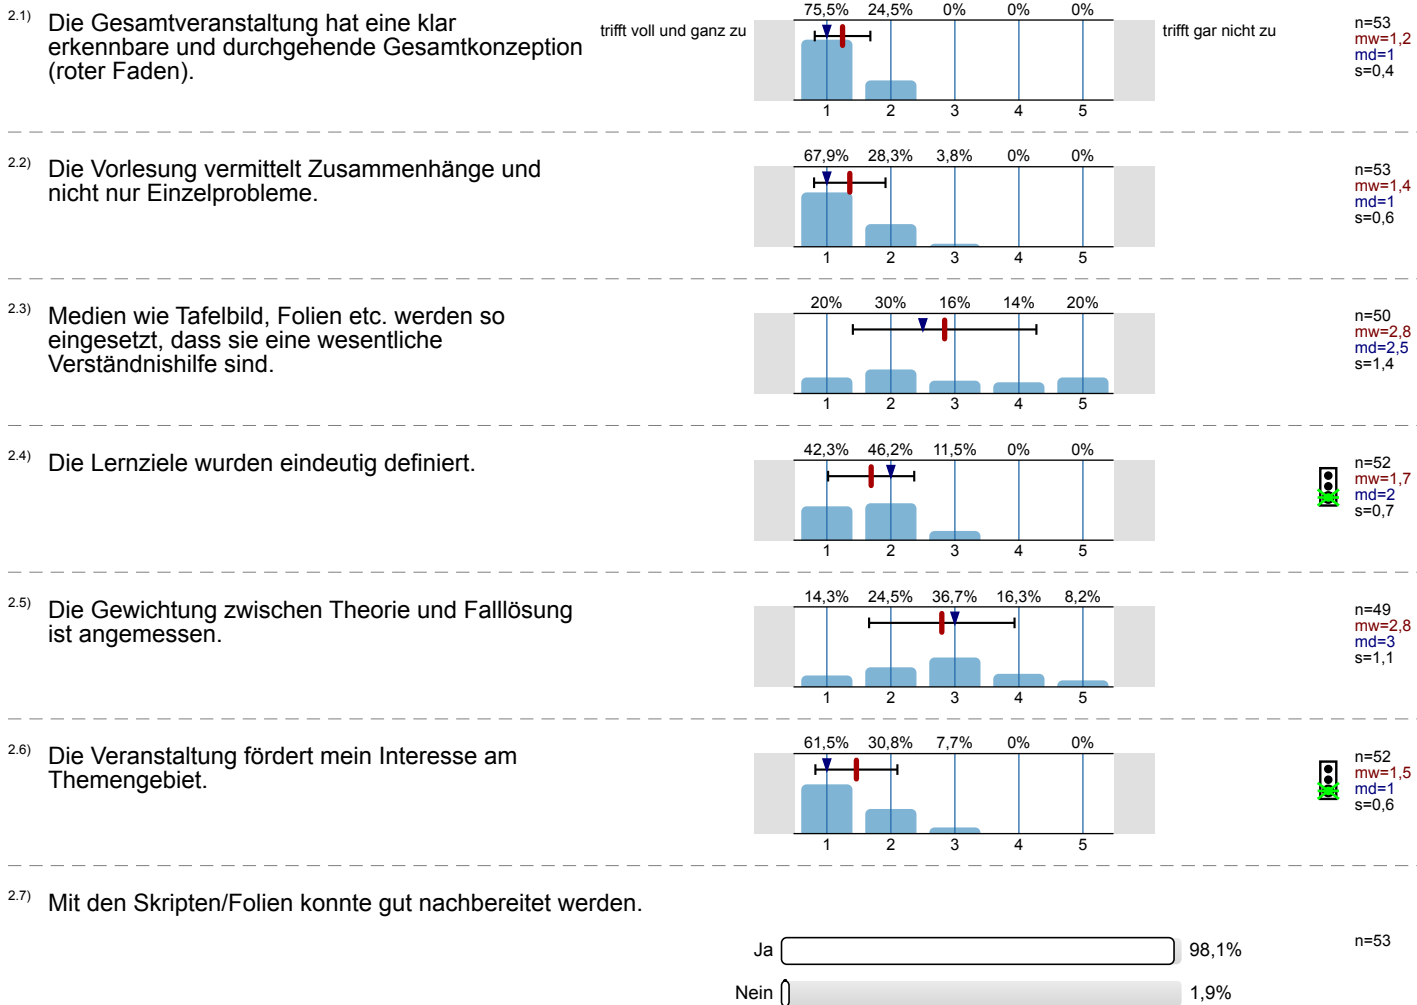 2.1) Die Gesamtveranstaltung hat eine klar
erkennbare und durchgehende Gesamtkonzeption
(roter Faden).
trifft voll und ganz zu
75,5% 24,5% 0% 0% 0%
1 2 3 4 5
trifft gar nicht zu
n=53
mw=1,2
md=1
s=0,4
2.2) Die Vorlesung vermittelt Zusammenhänge und
nicht nur Einzelprobleme.
67,9% 28,3% 3,8% 0% 0%
1 2 3 4 5
n=53
mw=1,4
md=1
s=0,6
2.3) Medien wie Tafelbild, Folien etc. werden so
eingesetzt, dass sie eine wesentliche
Verständnishilfe sind.
20% 30% 16% 14% 20%
1 2 3 4 5
n=50
mw=2,8
md=2,5
s=1,4
2.4) Die Lernziele wurden eindeutig definiert.
42,3% 46,2% 11,5% 0% 0%
1 2 3 4 5
n=52
mw=1,7
md=2
s=0,7
2.5) Die Gewichtung zwischen Theorie und Falllösung
ist angemessen.
14,3% 24,5% 36,7% 16,3% 8,2%
1 2 3 4 5
n=49
mw=2,8
md=3
s=1,1
2.6) Die Veranstaltung fördert mein Interesse am
Themengebiet.
61,5% 30,8% 7,7% 0% 0%
1 2 3 4 5
n=52
mw=1,5
md=1
s=0,6
2.7) Mit den Skripten/Folien konnte gut nachbereitet werden.
Ja 98,1%
n=53
Nein 1,9%